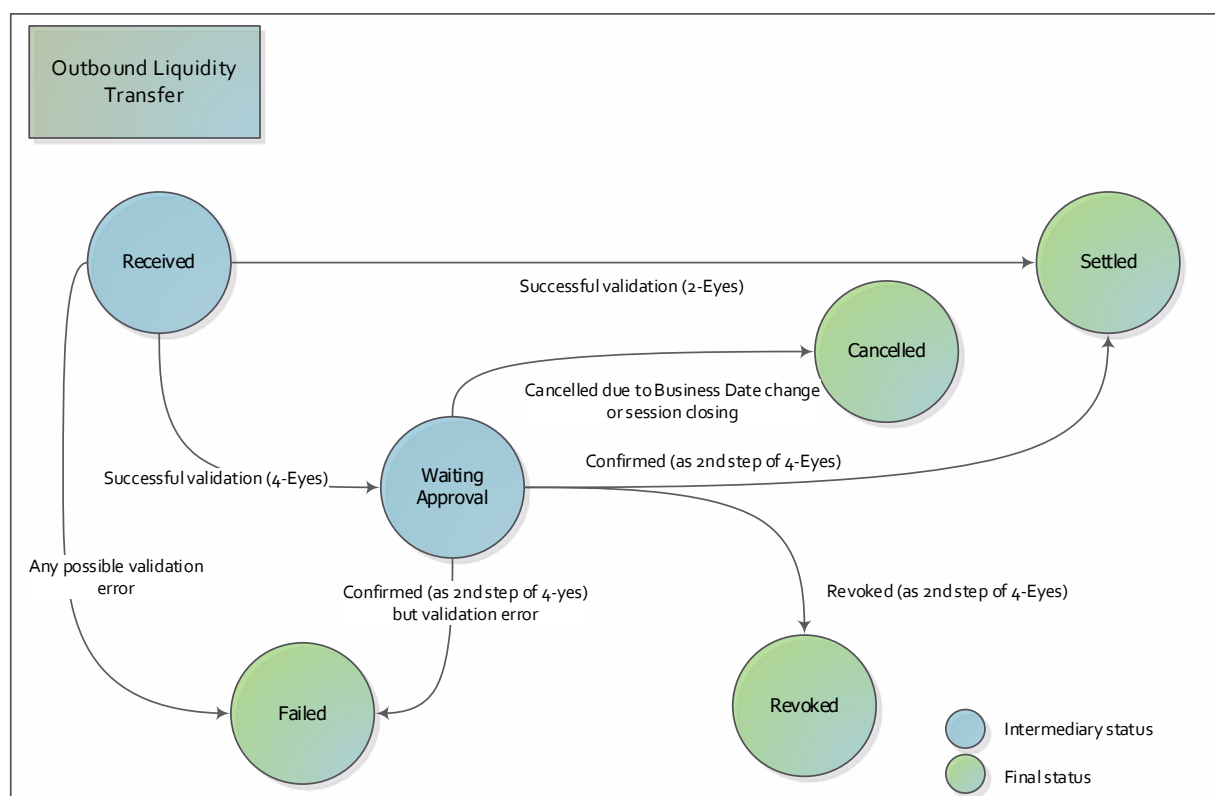 Outbound Liquidity
Transfer
Received
Settled
Successful validation (2-Eyes)
Cancelled
Cancelled due to Business Date change
or session closing
Confirmed (as 2nd step of 4-Eyes)
Successful validation (4-Eyes)
Waiting
Approval
Any possible validation
error
Confirmed (as 2nd step of 4-yes)
but validation error
Revoked (as 2nd step of 4-Eyes)
Failed
Revoked
Intermediary status
Final status